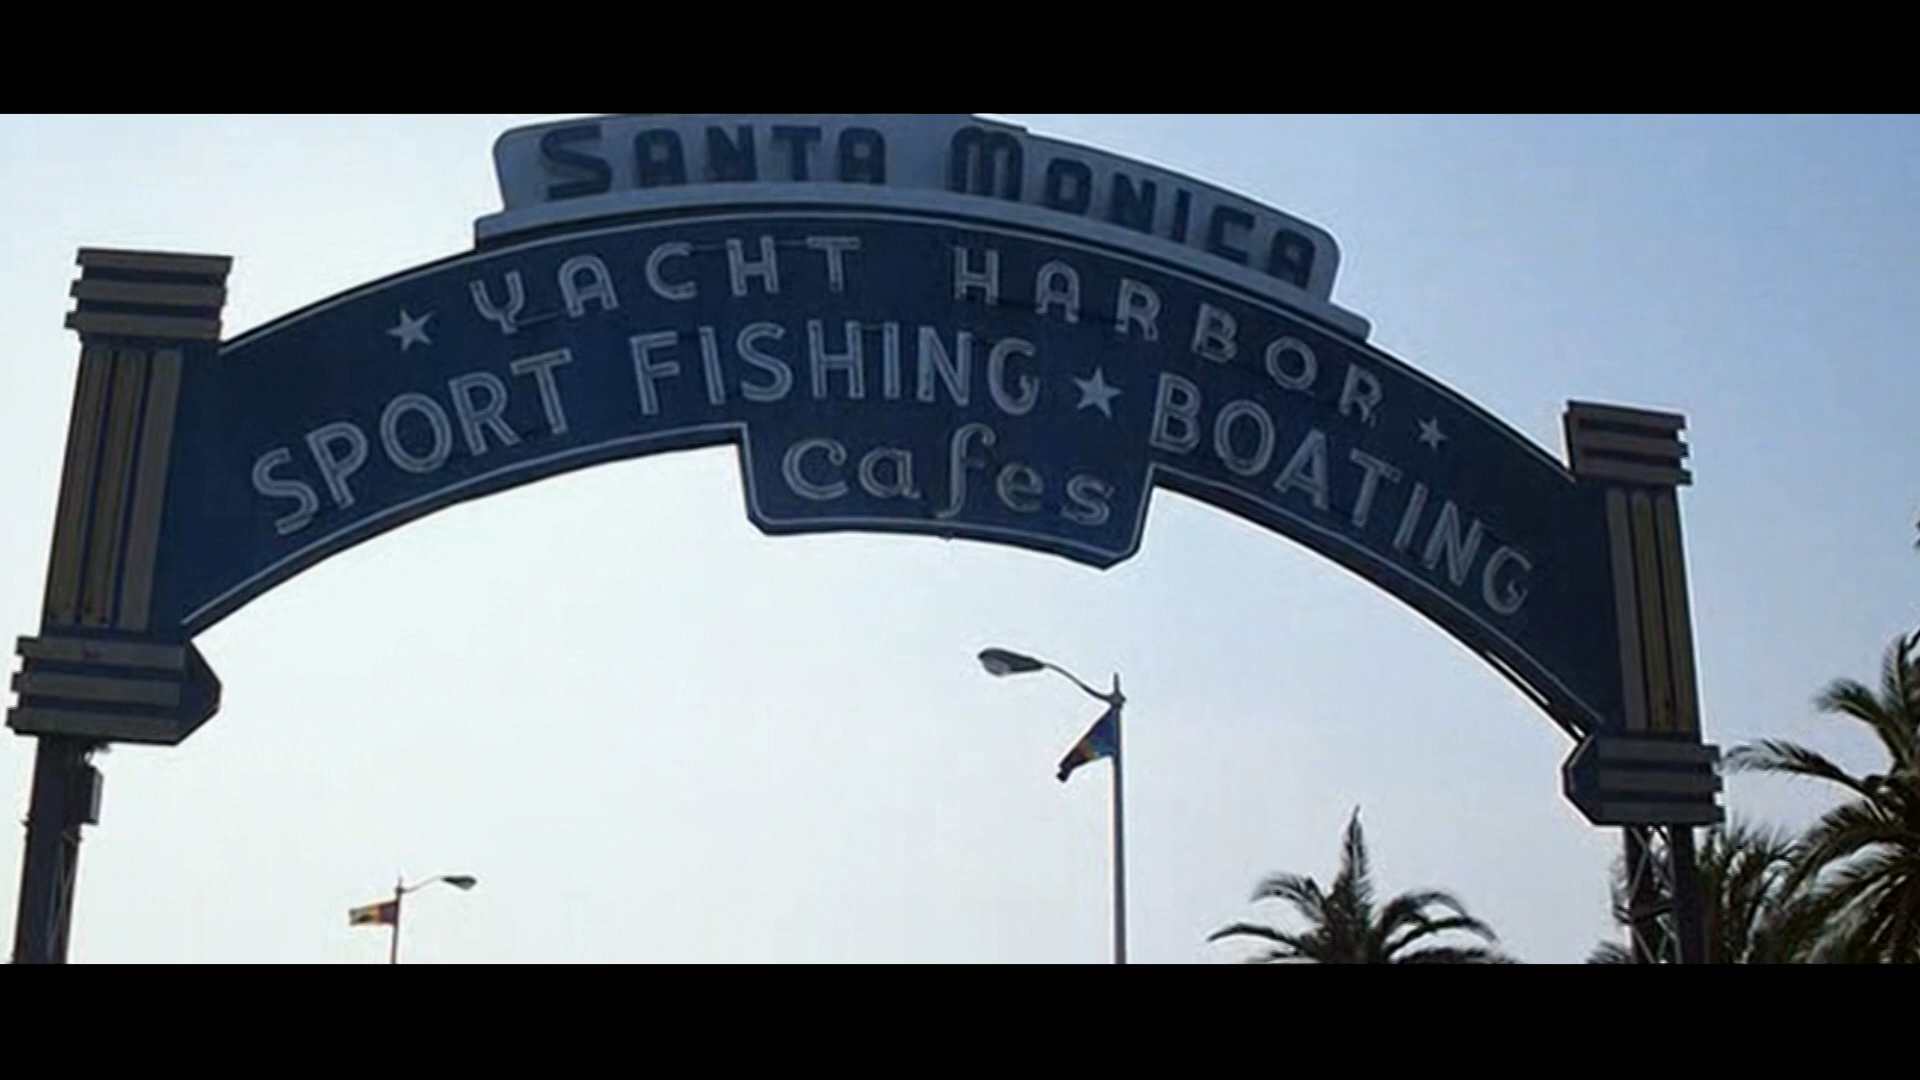 SANTA MONICA
★ YACHT HARBOR ★
SPORT FISHING ★ BOATING
cafes